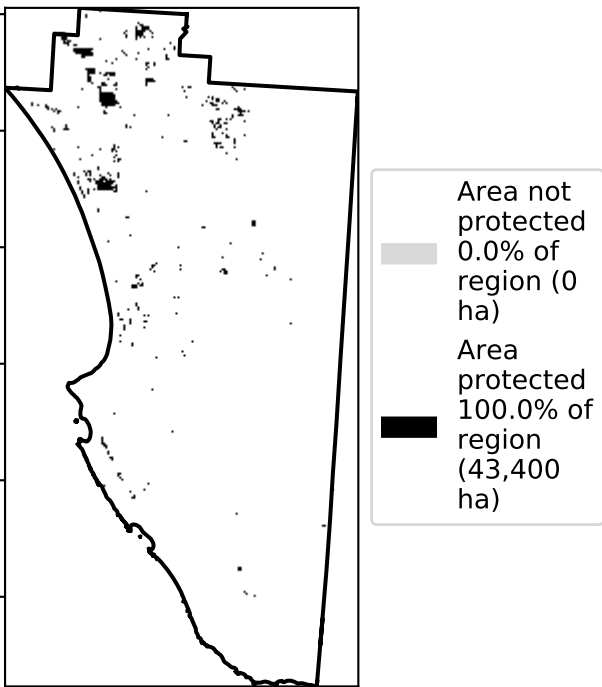 Area not
protected
0.0% of
region (0
ha)
Area
protected
100.0% of
region
(43,400
ha)